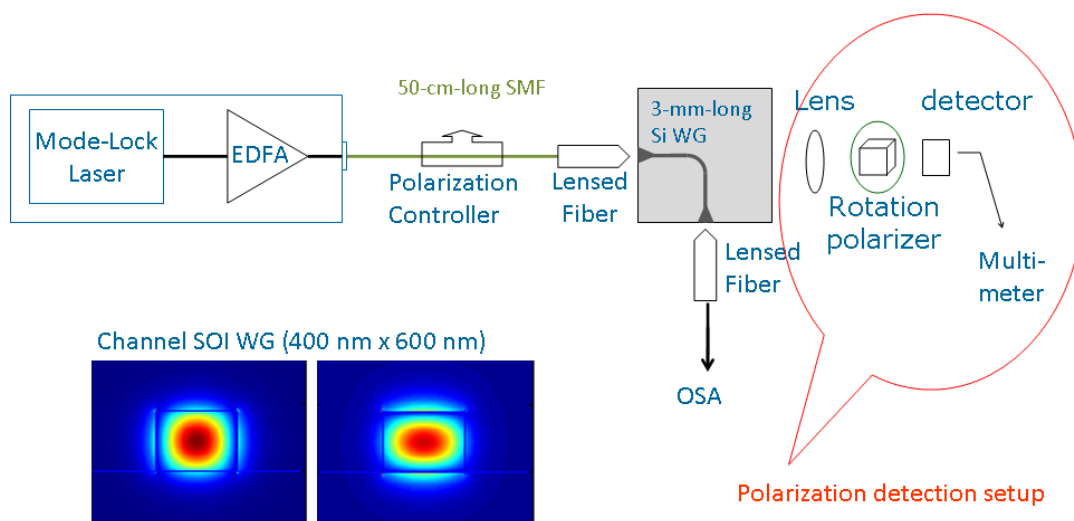 50-cm-long SMF
Mode-Lock
Laser
EDFA
Polarization
Controller
Lensed
Fiber
3-mm-long
Si WG
Lens
detector
Rotation
polarizer
Multi-
meter
Lensed
Fiber
OSA
Channel SOI WG (400 nm x 600 nm)
Polarization detection setup